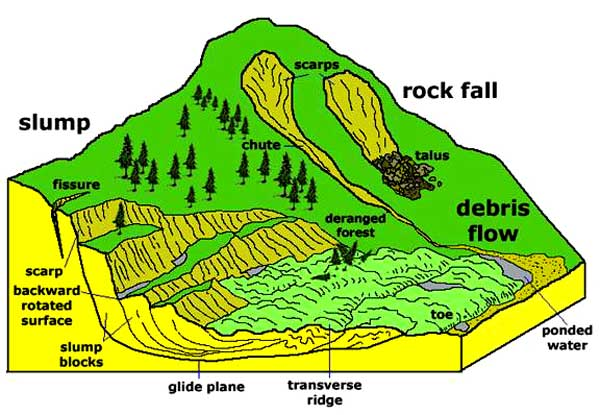 scarps
rock fall
slump
chute
talus
fissure
debris
flow
deranged
forest
scarp
backward
rotated
surface
toe
slump
blocks
ponded
water
glide plane
transverse
ridge